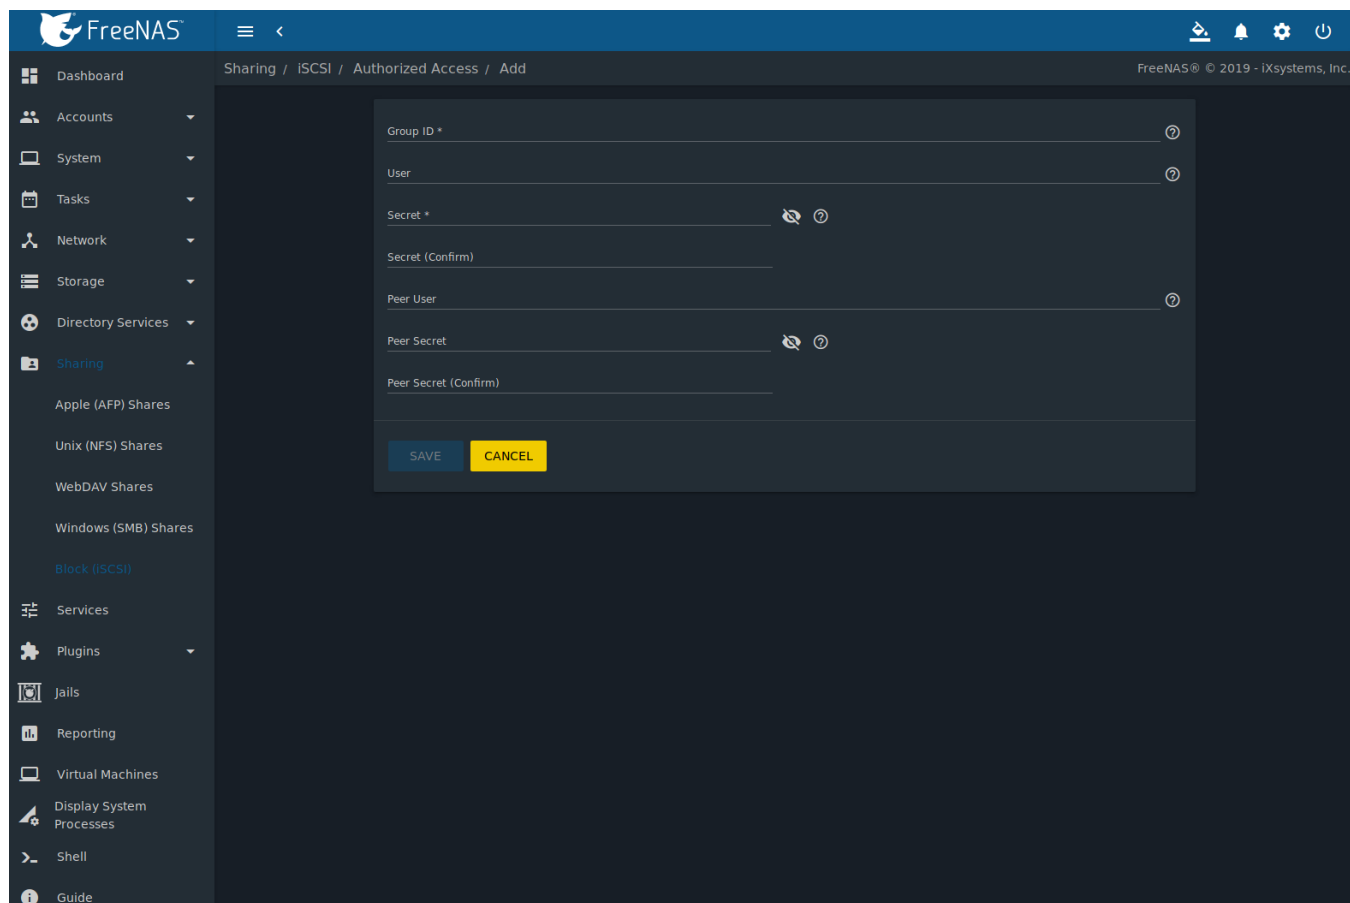 FreeNAS™
Sharing / iSCSI / Authorized Access / Add
FreeNAS® © 2019 - iXsystems, Inc.
Dashboard
Accounts
System
Tasks
Network
Storage
Directory Services
Sharing
Apple (AFP) Shares
Unix (NFS) Shares
WebDAV Shares
Windows (SMB) Shares
Block (iSCSI)
Services
Plugins
Jails
Reporting
Virtual Machines
Display System
Processes
Shell
Guide
Group ID *
User
Secret *
Secret (Confirm)
Peer User
Peer Secret
Peer Secret (Confirm)
SAVE
CANCEL